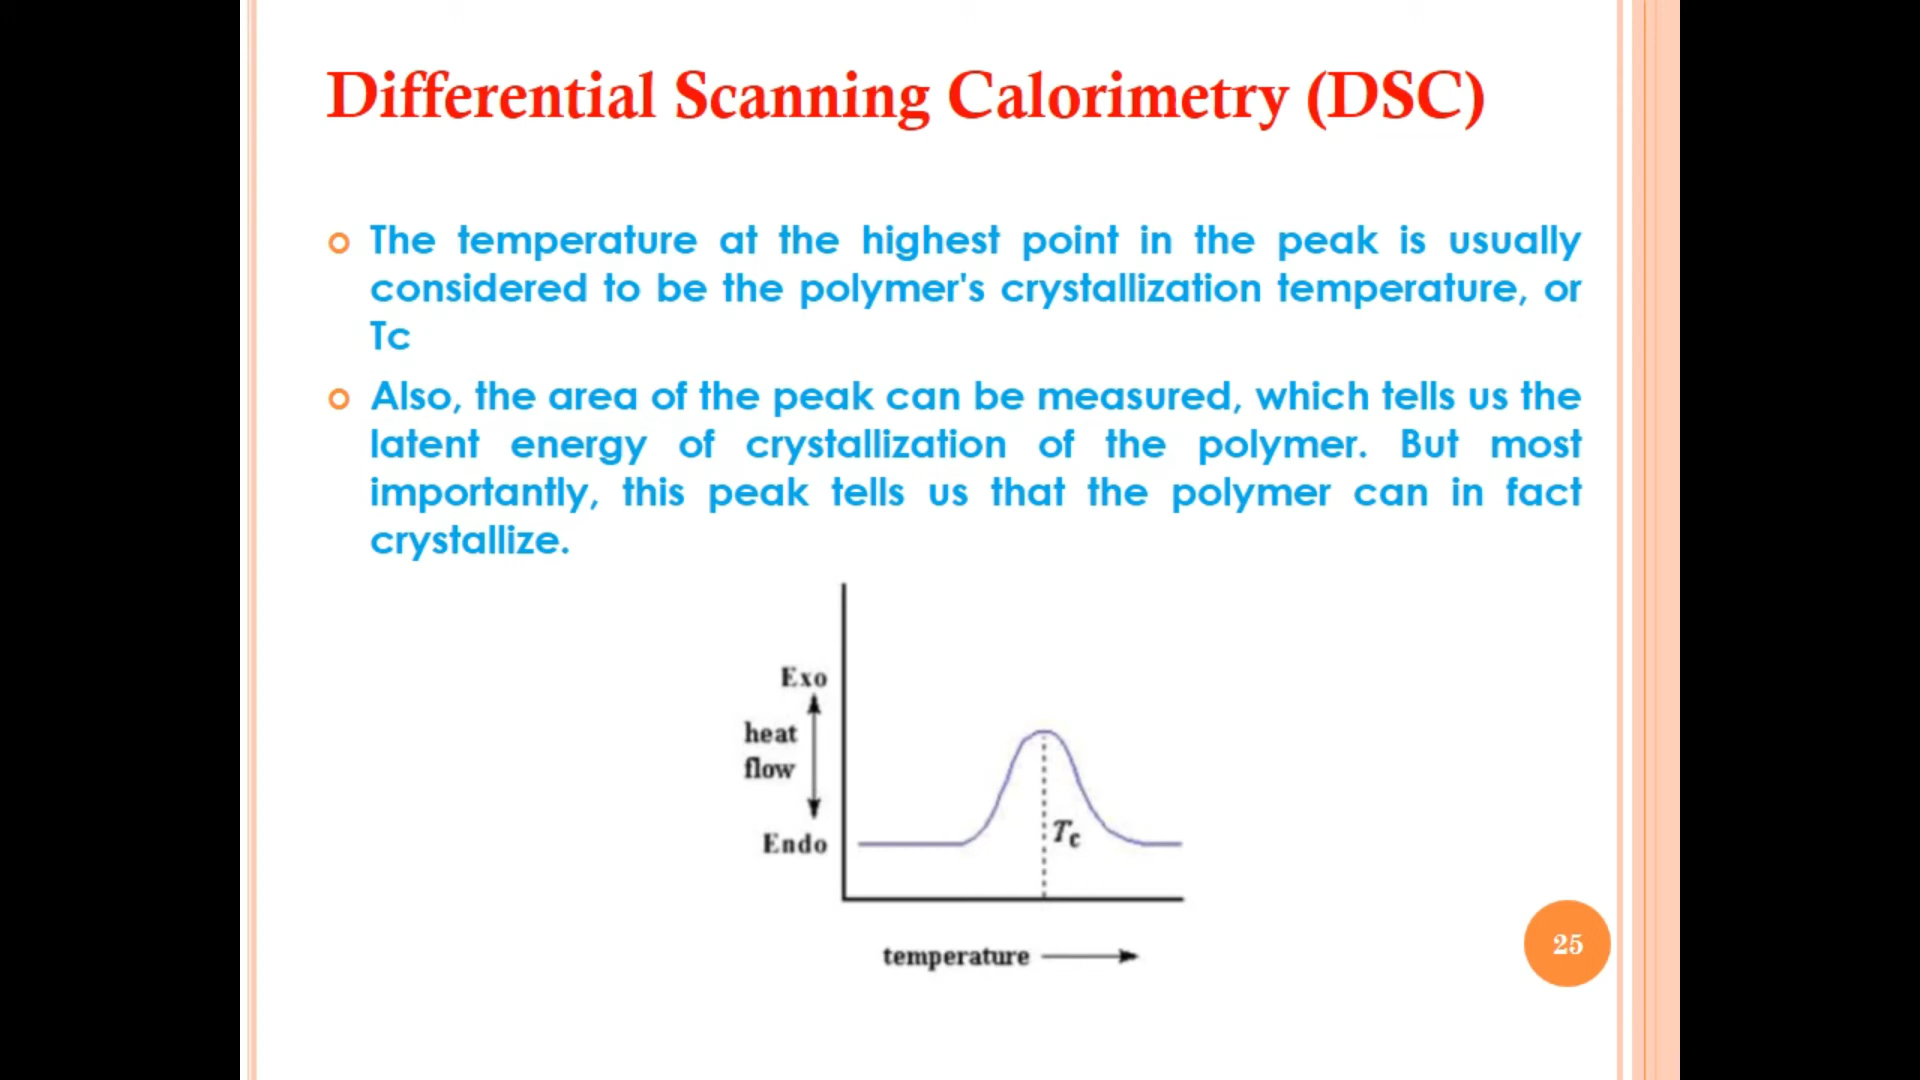 Differential Scanning Calorimetry (DSC)
The temperature at the highest point in the peak is usually
considered to be the polymer's crystallization temperature, or
Tc
Also, the area of the peak can be measured, which tells us the
latent energy of crystallization of the polymer. But most
importantly, this peak tells us that the polymer can in fact
crystallize.
Exo
heat
flow
Endo
Tc
temperature
25